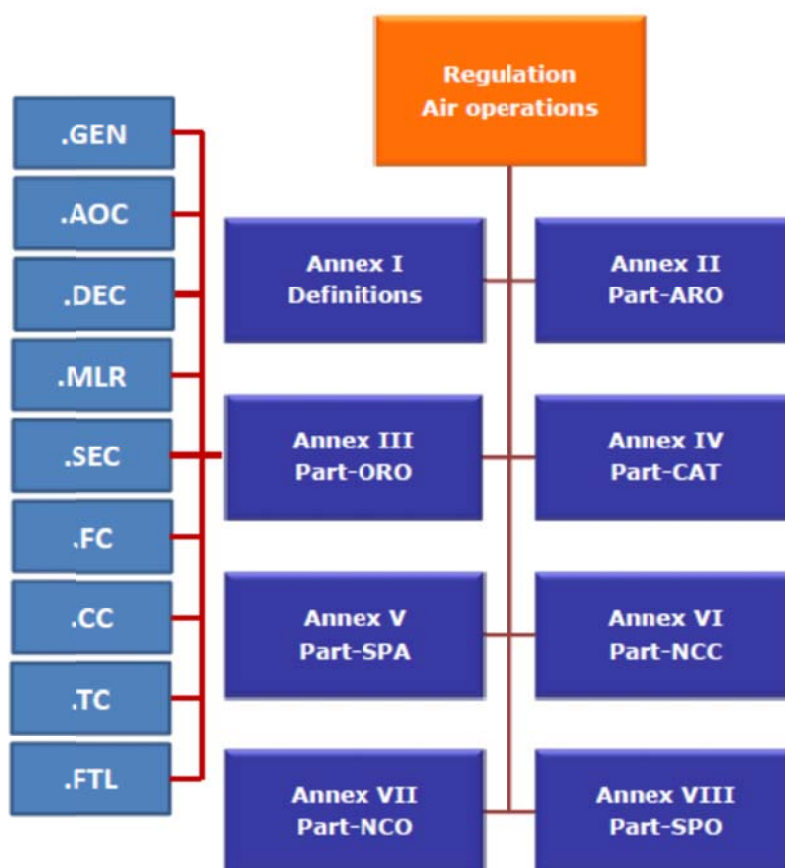 Regulation
Air operations
.GEN
.AOC
.DEC
.MLR
.SEC
.FC
.CC
.TC
.FTL
Annex I
Definitions
Annex II
Part-ARO
Annex III
Part-ORO
Annex IV
Part-CAT
Annex V
Part-SPA
Annex VI
Part-NCC
Annex VII
Part-NCO
Annex VIII
Part-SPO